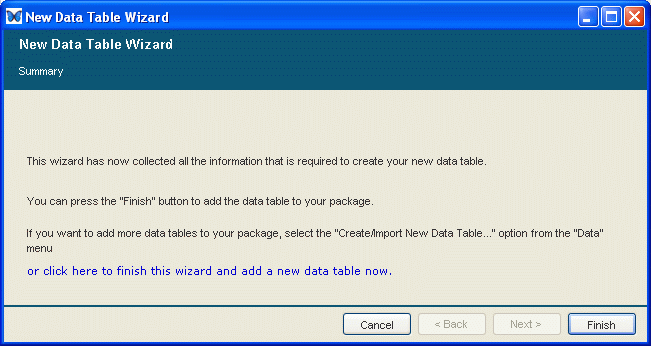 New Data Table Wizard
New Data Table Wizard
Summary
This wizard has now collected all the information that is required to create your new data table.
You can press the "Finish" button to add the data table to your package.
If you want to add more data tables to your package, select the "Create/Import New Data Table..." option from the "Data"
menu
or click here to finish this wizard and add a new data table now.
Cancel < Back Next > Finish